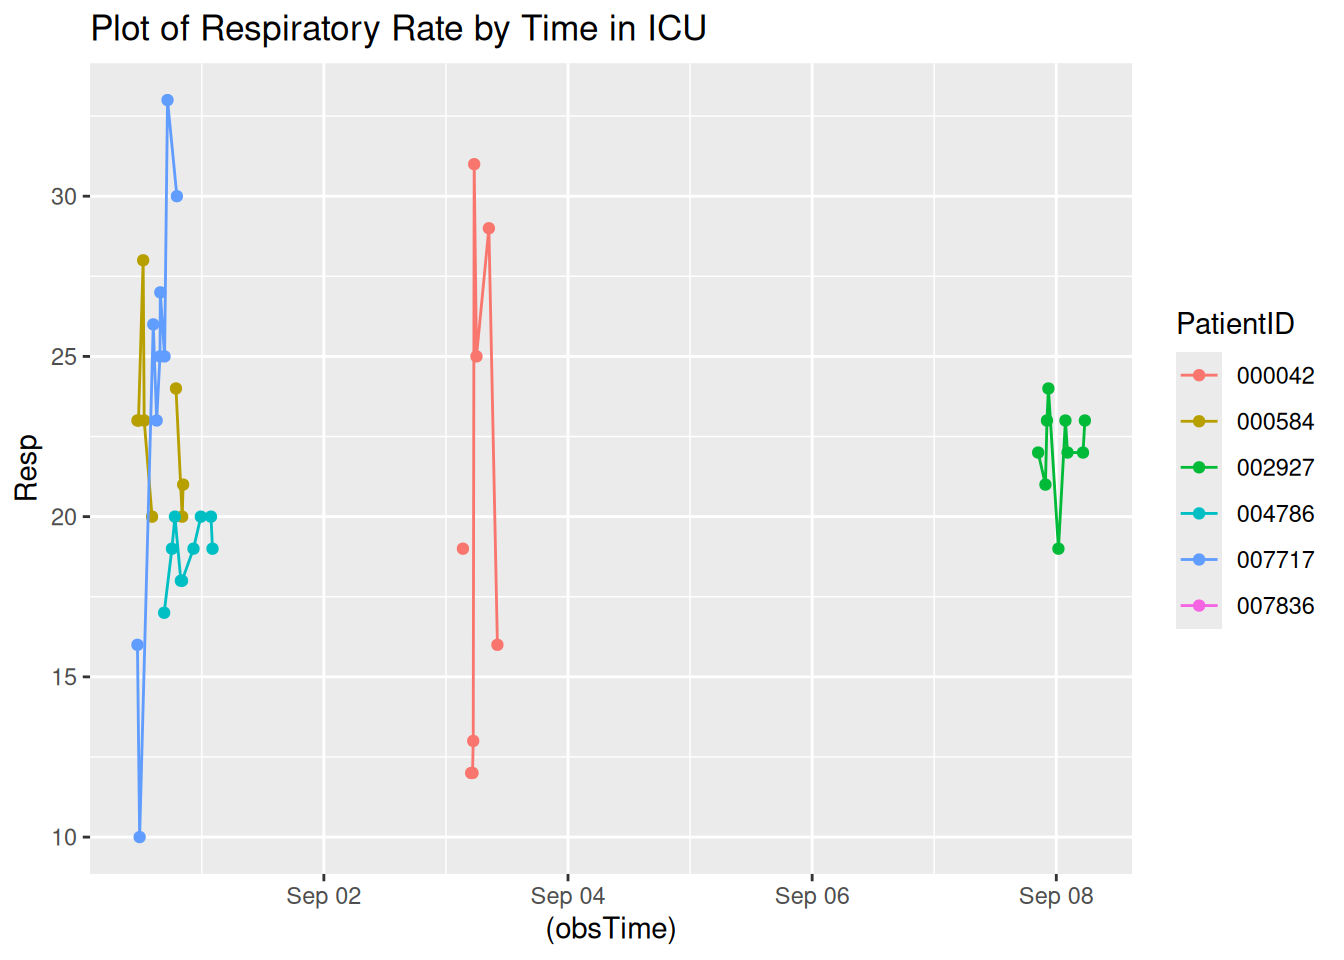 Plot of Respiratory Rate by Time in ICU
30
25
20
15
10
Resp
Sep 02 Sep 04 Sep 06 Sep 08
(obsTime)
PatientID
000042
000584
002927
004786
007717
007836